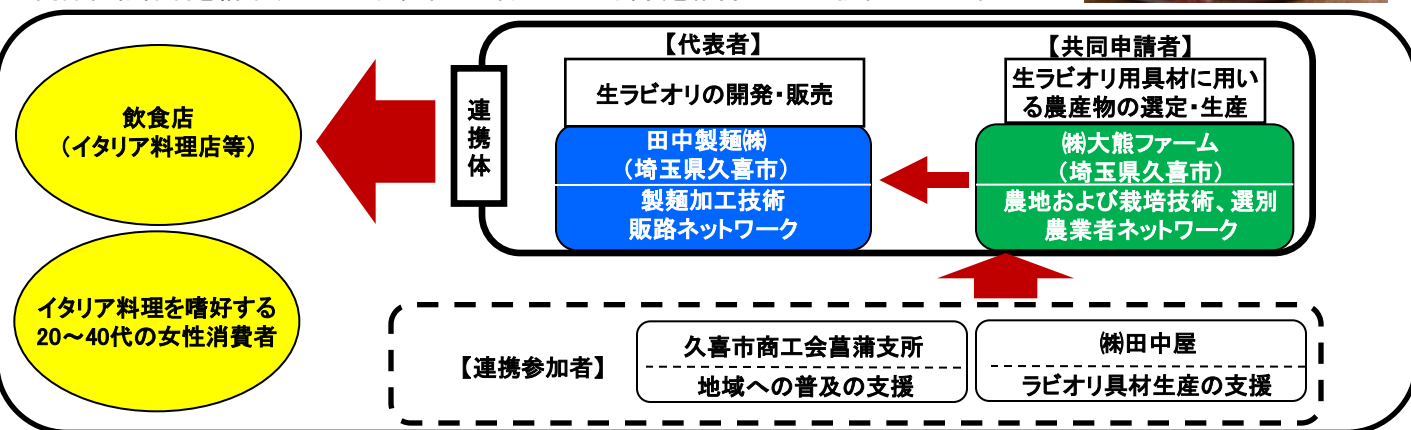 飲食店
（イタリア料理店等）
イタリア料理を嗜好する
20～40代の女性消費者
連携体
【代表者】
生ラビオリの開発・販売
田中製麺㈱
（埼玉県久喜市）
製麺加工技術
販路ネットワーク
【共同申請者】
生ラビオリ用具材に用い
る農産物の選定・生産
㈱大熊ファーム
（埼玉県久喜市）
農地および栽培技術、選別
農業者ネットワーク
【連携参加者】
久喜市商工会菖蒲支所
地域への普及の支援
㈱田中屋
ラビオリ具材生産の支援